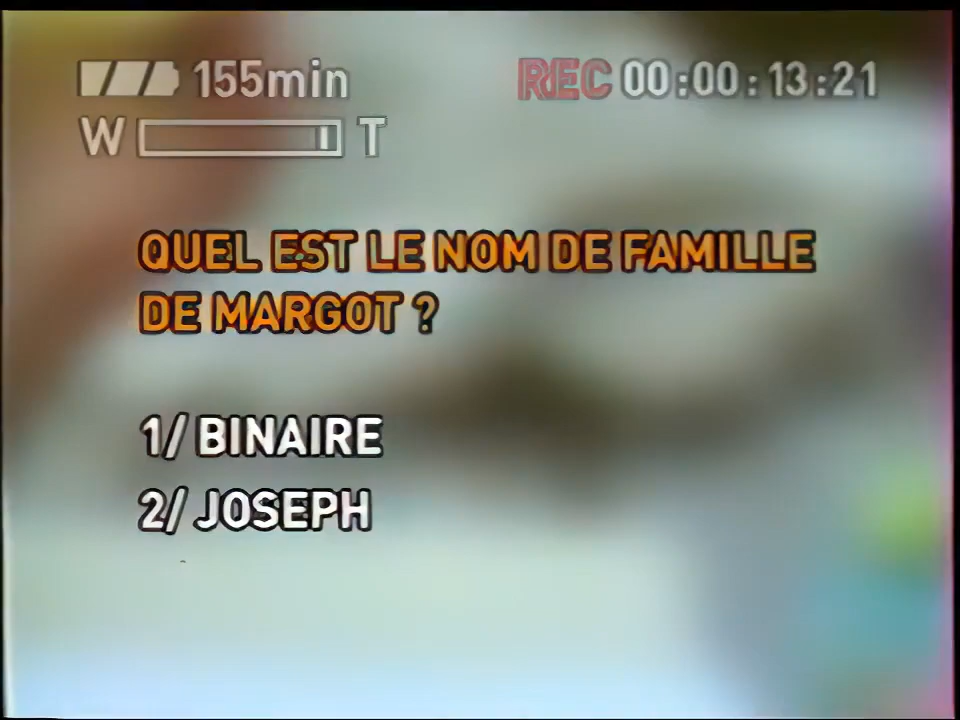 155min
REC 00:00:13:21
W T
QUEL EST LE NOM DE FAMILLE
DE MARGOT ?
1/ BINAIRE
2/ JOSEPH